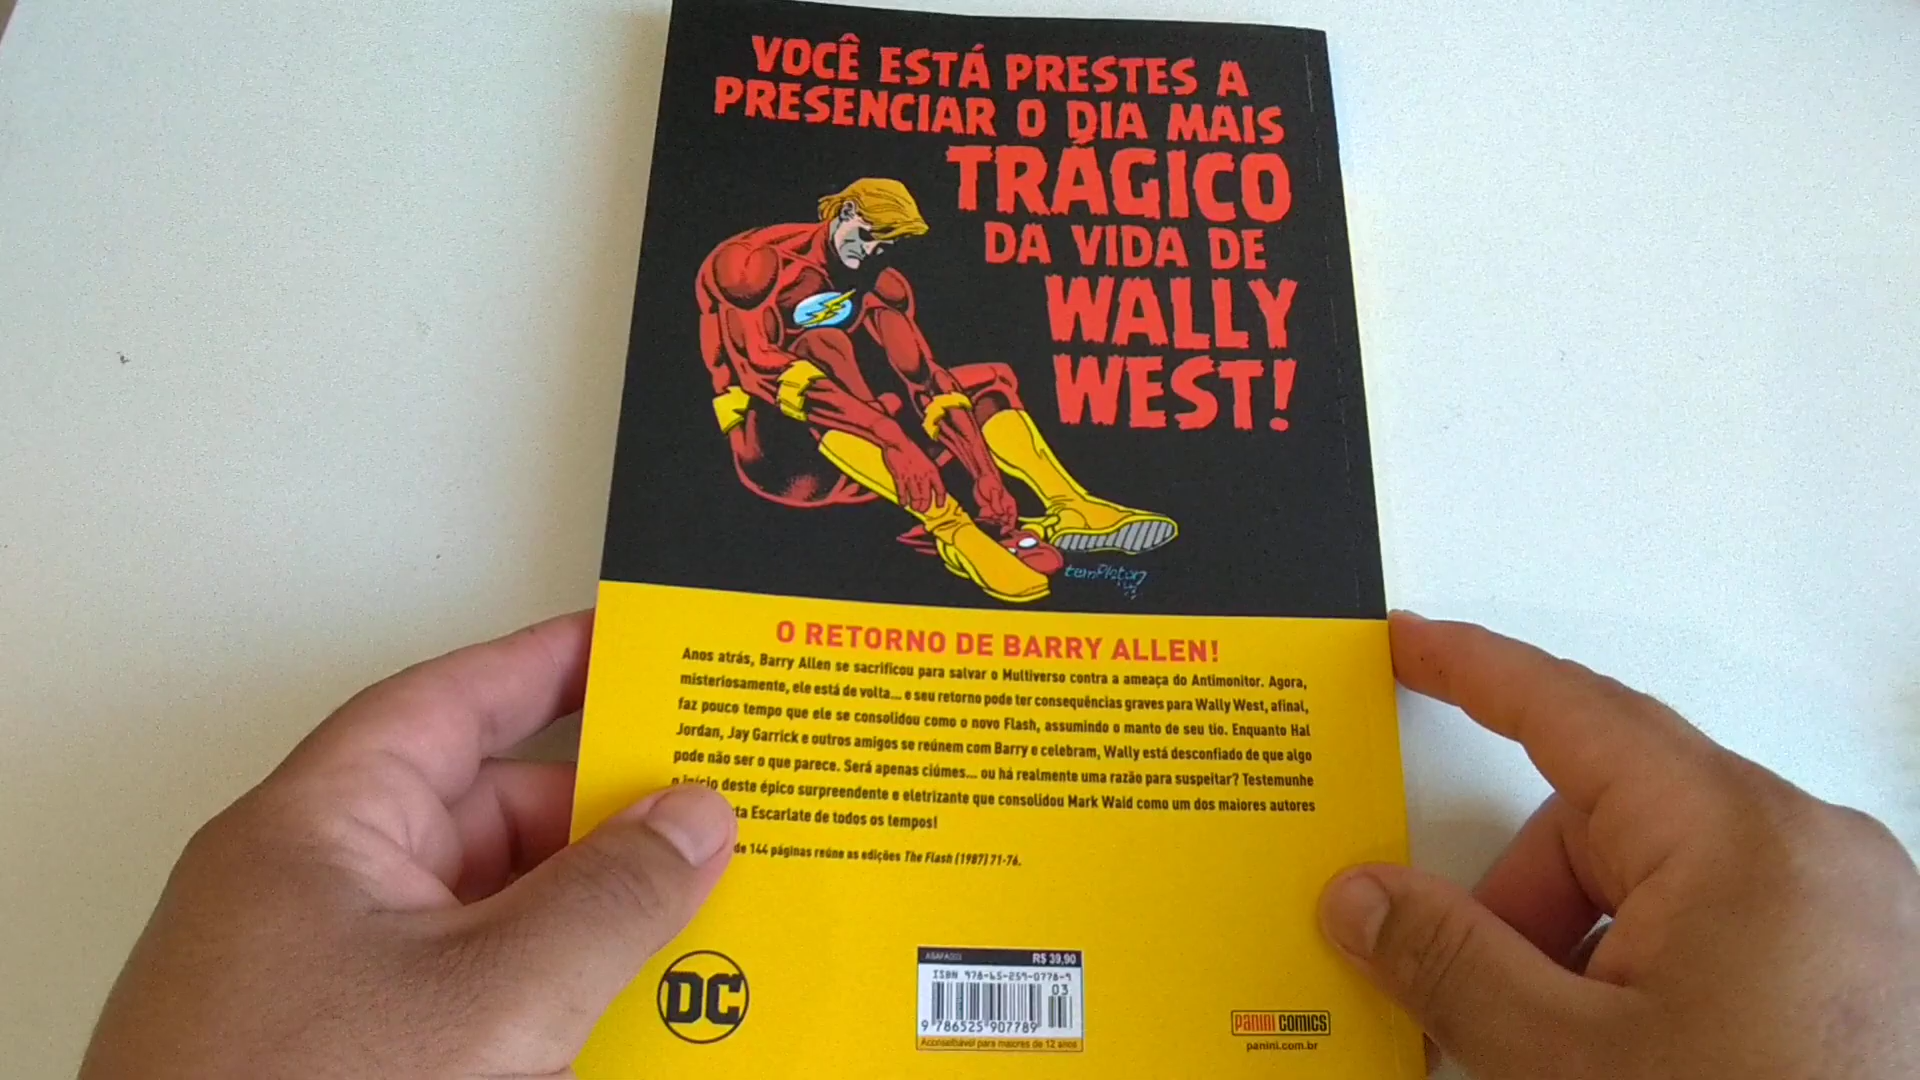 VOCÊ ESTÁ PRESTES A
PRESENCIAR O DIA MAIS
TRÁGICO
DA VIDA DE
WALLY
WEST!
templeton
O RETORNO DE BARRY ALLEN!
Anos atrás, Barry Allen se sacrificou para salvar o Multiverso contra a ameaça do Antimonitor. Agora,
misteriosamente, ele está de volta... e seu retorno pode ter consequências graves para Wally West, afinal,
faz pouco tempo que ele se consolidou como o novo Flash, assumindo o manto de seu tio. Enquanto Hal
Jordan, Jay Garrick e outros amigos se reúnem com Barry e celebram, Wally está desconfiado de que algo
pode não ser o que parece. Será apenas ciúmes... ou há realmente uma razão para suspeitar? Testemunhe
o início deste épico surpreendente e eletrizante que consolidou Mark Waid como um dos maiores autores
Escarlate de todos os tempos!
de 144 páginas reúne as edições The Flash (1987) 71-76.
DC
R$ 39,90
ISBN 978-65-259-0778-9
03
9 786525 907789
Aconselhável para maiores de 12 anos
PANINI COMICS
panini.com.br